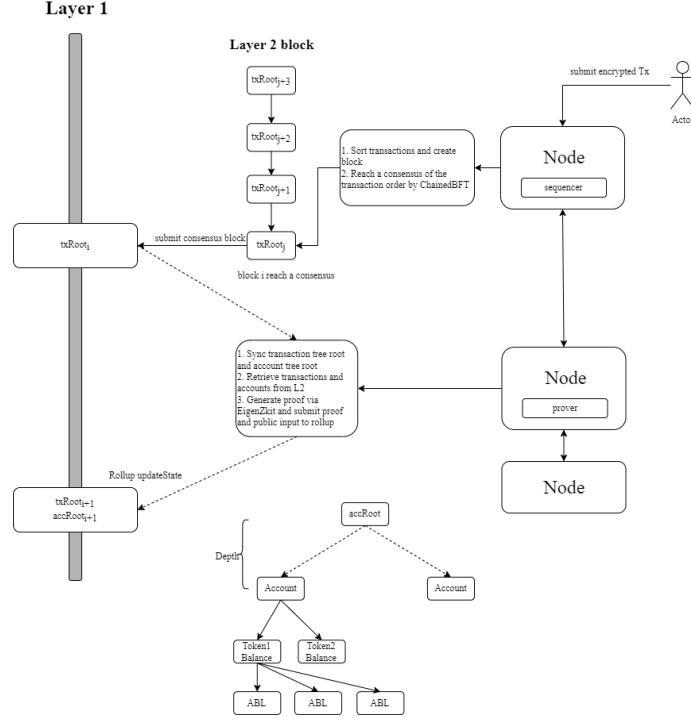 Layer 1
Layer 2 block
txRootj+3
txRootj+2
txRootj+1
txRootj
submit encrypted Tx
Actor
1. Sort transactions and create
block
2. Reach a consensus of the
transaction order by ChainedBFT
Node
sequencer
txRooti
submit consensus block
block i reach a consensus
1. Sync transaction tree root
and account tree root
2. Retrieve transactions and
accounts from L2
3. Generate proof via
EigenZkit and submit proof
and public input to rollup
Node
prover
Rollup updateState
Node
txRooti+1
accRooti+1
accRoot
Depth
Account
Account
Token1
Balance
Token2
Balance
ABL
ABL
ABL